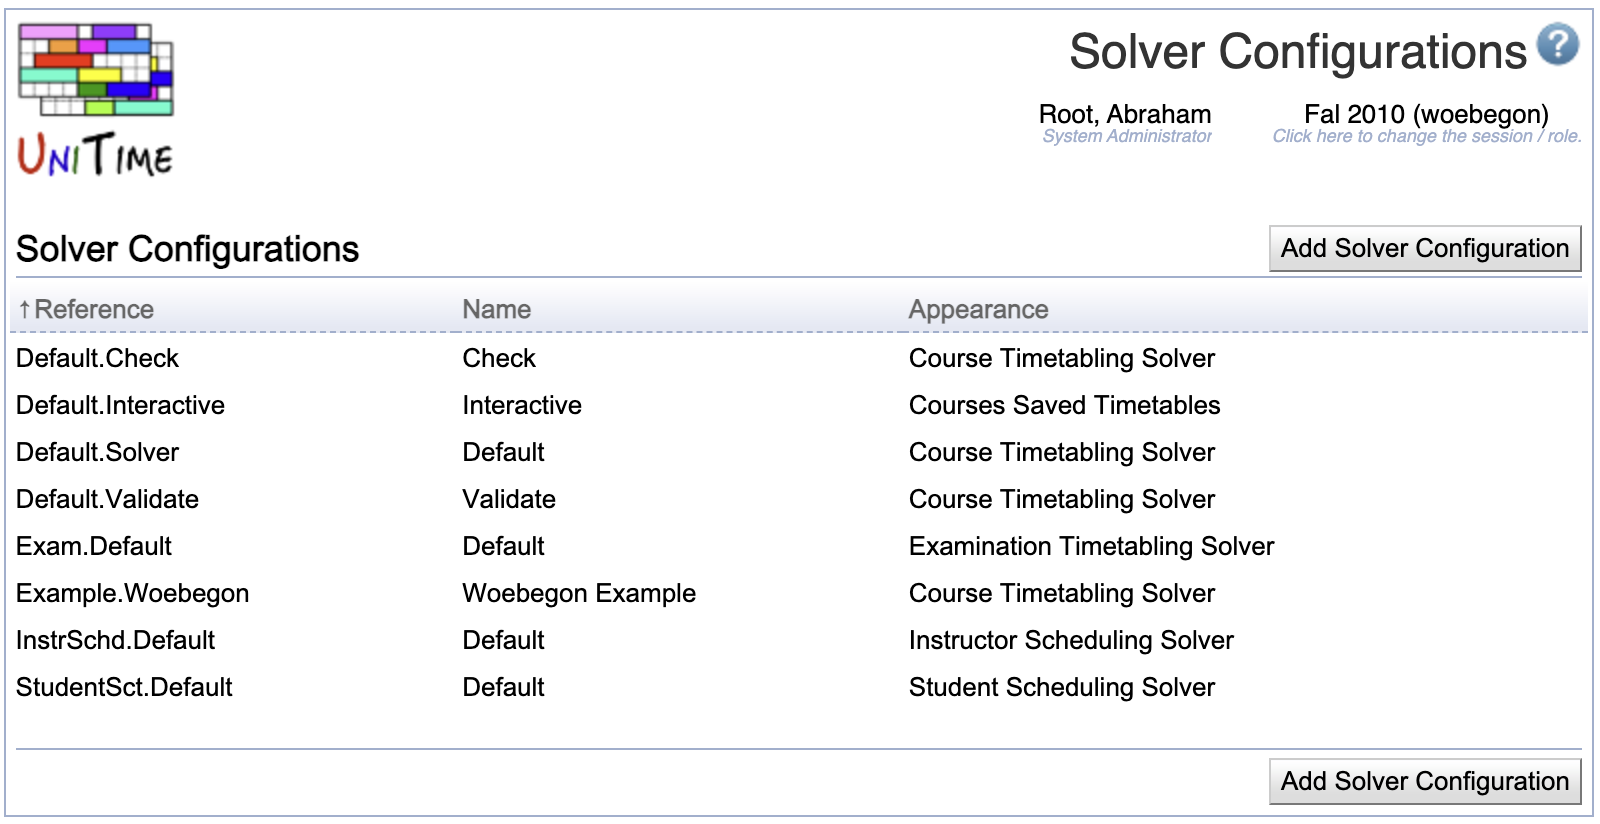 Solver Configurations ?
Root, Abraham Fal 2010 (woebegon)
System Administrator Click here to change the session / role.
UNITIME
Solver Configurations Add Solver Configuration
↑Reference Name Appearance
Default.Check Check Course Timetabling Solver
Default.Interactive Interactive Courses Saved Timetables
Default.Solver Default Course Timetabling Solver
Default.Validate Validate Course Timetabling Solver
Exam.Default Default Examination Timetabling Solver
Example.Woebegon Woebegon Example Course Timetabling Solver
InstrSchd.Default Default Instructor Scheduling Solver
StudentSct.Default Default Student Scheduling Solver
Add Solver Configuration